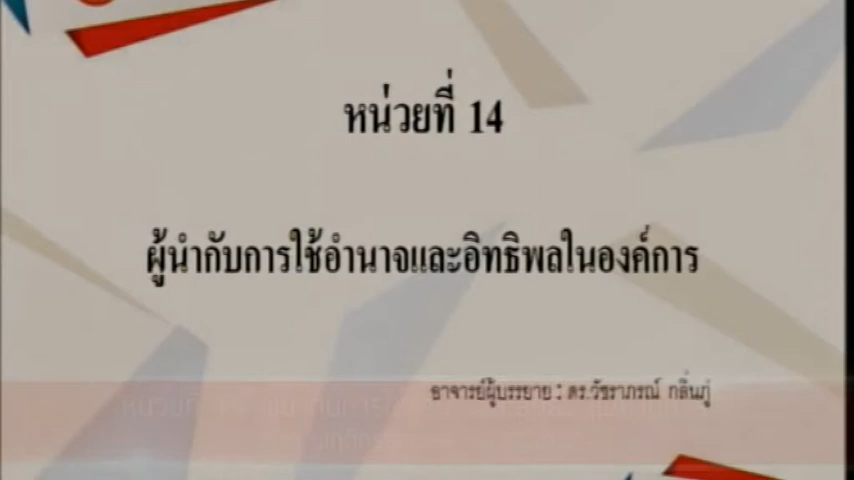 หน่วยที่ 14
ผู้นำกับการใช้อำนาจและอิทธิพลในองค์การ
อาจารย์ผู้บรรยาย : ดร.วัชราภรณ์ กลิ่นภู่